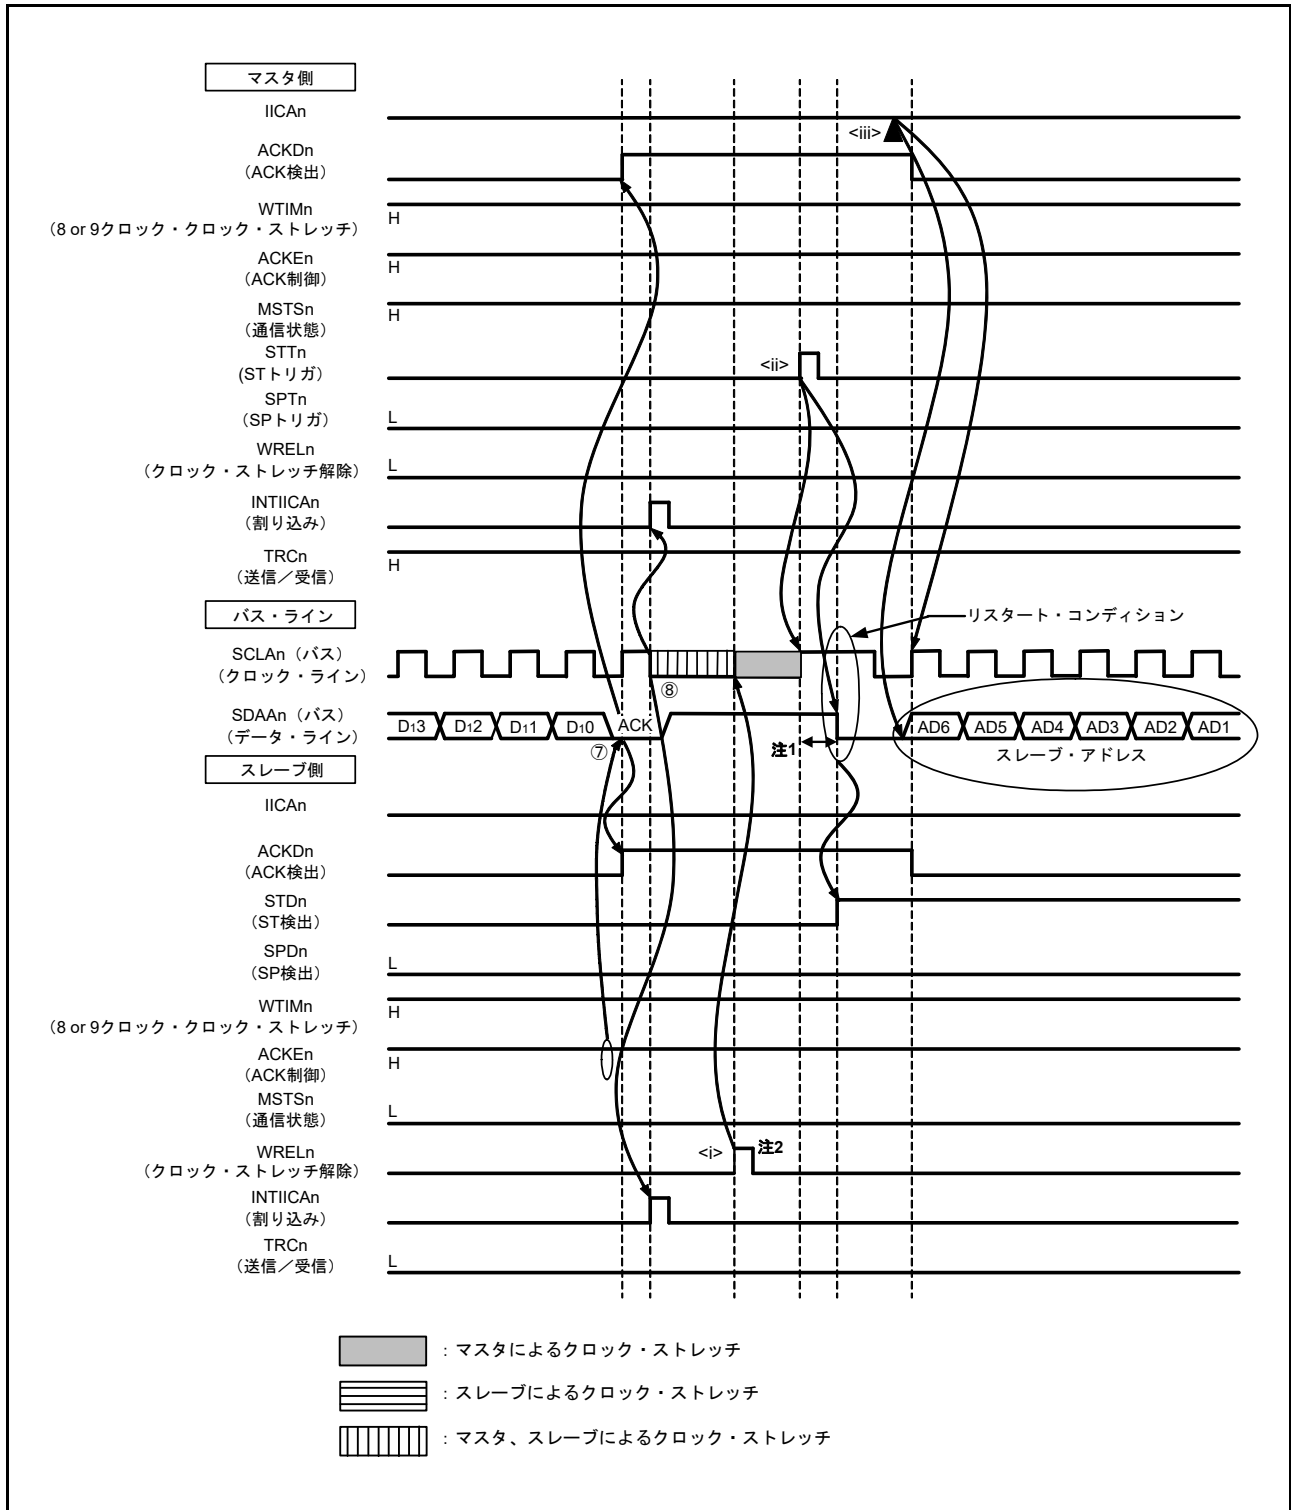 マスタ側
IICAn
<iii>
ACKDn
（ACK検出）
WTIMn
（8 or 9クロック・クロック・ストレッチ）
H
ACKEn
（ACK制御）
H
MSTSn
（通信状態）
H
STTn
(STトリガ）
<ii>
SPTn
（SPトリガ）
L
WRELn
（クロック・ストレッチ解除）
L
INTIICAn
（割り込み）
TRCn
（送信／受信）
H
バス・ライン
リスタート・コンディション
SCLAn（バス）
（クロック・ライン）
⑧
SDAAn（バス）
（データ・ライン）
D13 D12 D11 D10 ACK AD6 AD5 AD4 AD3 AD2 AD1
⑦
注1
スレーブ・アドレス
スレーブ側
IICAn
ACKDn
（ACK検出）
STDn
（ST検出）
SPDn
（SP検出）
L
WTIMn
（8 or 9クロック・クロック・ストレッチ）
H
ACKEn
（ACK制御）
H
MSTSn
（通信状態）
L
WRELn
（クロック・ストレッチ解除）
<i>
注2
INTIICAn
（割り込み）
TRCn
（送信／受信）
L
：マスタによるクロック・ストレッチ
：スレーブによるクロック・ストレッチ
：マスタ、スレーブによるクロック・ストレッチ